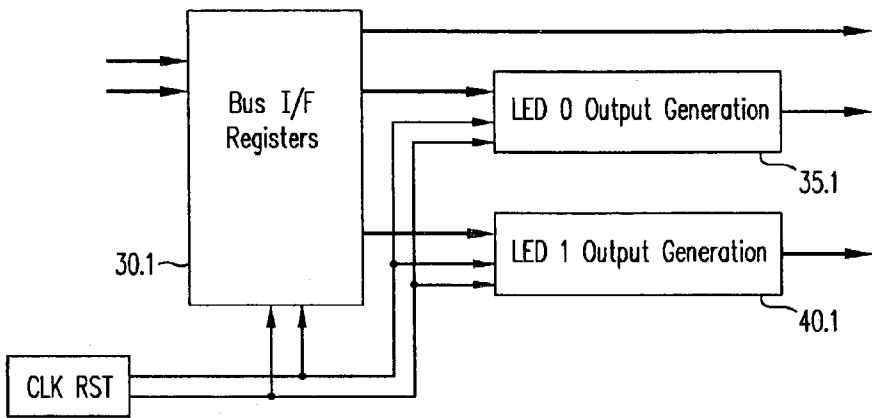 Bus I/F
Registers
LED 0 Output Generation
35.1
LED 1 Output Generation
30.1
40.1
CLK RST